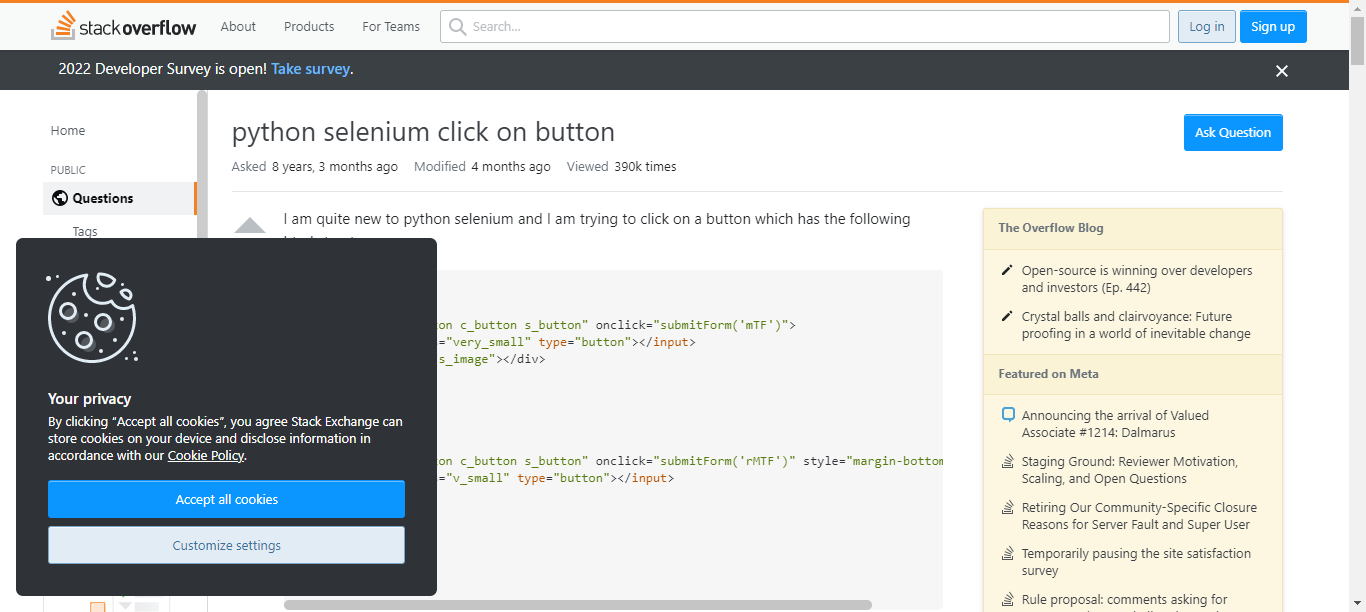 stackoverflow
About
Products
For Teams
Search...
Log in
Sign up
2022 Developer Survey is open! Take survey.
Home
PUBLIC
Questions
Tags
python selenium click on button
Asked 8 years, 3 months ago Modified 4 months ago Viewed 390k times
Ask Question
I am quite new to python selenium and I am trying to click on a button which has the following
on c_button s_button" onclick="submitForm('mTF')">
="very_small" type="button"></input>
s_image"></div>
on c_button s_button" onclick="submitForm('rMTF')" style="margin-bottom
="v_small" type="button"></input>
Your privacy
By clicking “Accept all cookies”, you agree Stack Exchange can
store cookies on your device and disclose information in
accordance with our Cookie Policy.
Accept all cookies
Customize settings
The Overflow Blog
Open-source is winning over developers
and investors (Ep. 442)
Crystal balls and clairvoyance: Future
proofing in a world of inevitable change
Featured on Meta
Announcing the arrival of Valued
Associate #1214: Dalmarus
Staging Ground: Reviewer Motivation,
Scaling, and Open Questions
Retiring Our Community-Specific Closure
Reasons for Server Fault and Super User
Temporarily pausing the site satisfaction
survey
Rule proposal: comments asking for